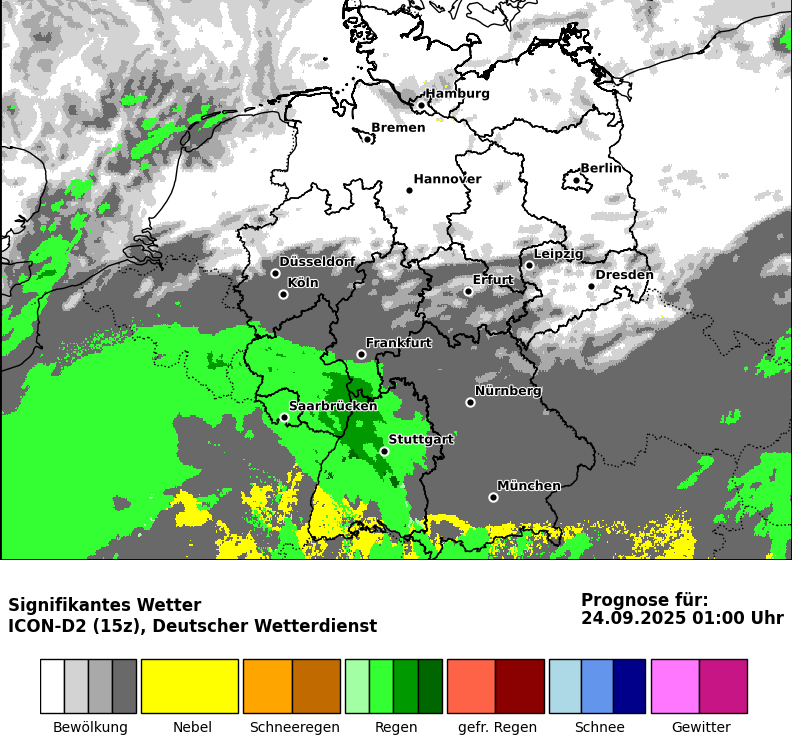 Hamburg
Bremen
Berlin
Hannover
Leipzig
Düsseldorf
Dresden
Köln
Erfurt
Frankfurt
Nürnberg
Saarbrücken
Stuttgart
München
Signifikantes Wetter
ICON-D2 (15z), Deutscher Wetterdienst
Prognose für:
24.09.2025 01:00 Uhr
Bewölkung Nebel Schneeregen Regen gefr. Regen Schnee Gewitter